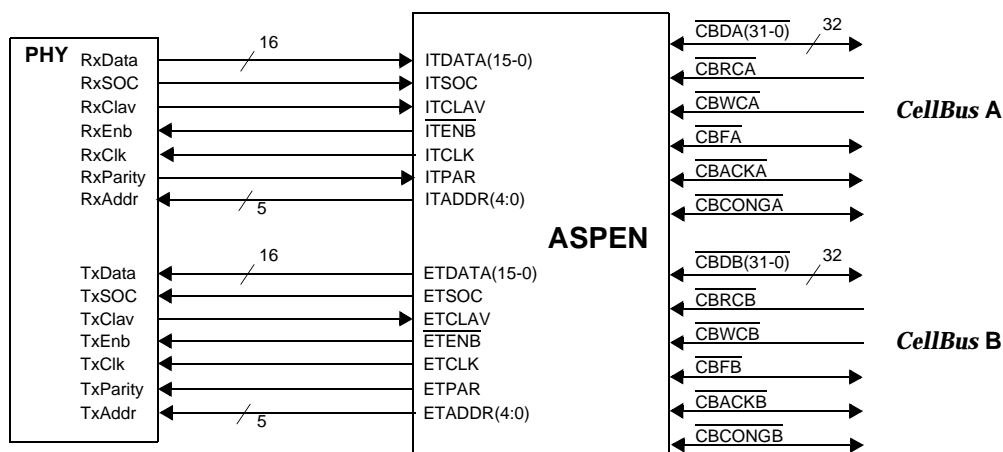 PHY
RxData 16 ITDATA(15-0)
RxSOC ITSOC
RxClav ITCLAV
RxEnb ITENB
RxClk ITCLK
RxParity ITPAR
RxAddr 5 ITADDR(4:0)
TxData 16 ETDATA(15-0)
TxSOC ETSOC
TxClav ETCLAV
TxEnb ETENB
TxClk ETCLK
TxParity ETPAR
TxAddr 5 ETADDR(4:0)
ASPEN
CBDA(31-0) 32
CBRCA
CBWCA
CBFA
CBACKA
CBCONGA
CellBus A
CBDB(31-0) 32
CBRCB
CBWCB
CBFB
CBACKB
CBCONGB
CellBus B